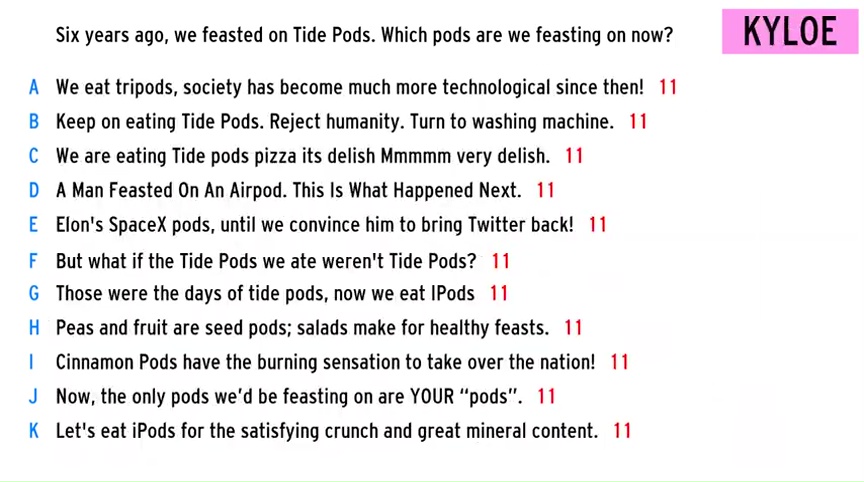 Six years ago, we feasted on Tide Pods. Which pods are we feasting on now?
KYLOE
A We eat tripods, society has become much more technological since then! 11
B Keep on eating Tide Pods. Reject humanity. Turn to washing machine. 11
C We are eating Tide pods pizza its delish Mmmmm very delish. 11
D A Man Feasted On An Airpod. This Is What Happened Next. 11
E Elon's SpaceX pods, until we convince him to bring Twitter back! 11
F But what if the Tide Pods we ate weren't Tide Pods? 11
G Those were the days of tide pods, now we eat IPods 11
H Peas and fruit are seed pods; salads make for healthy feasts. 11
I Cinnamon Pods have the burning sensation to take over the nation! 11
J Now, the only pods we’d be feasting on are YOUR “pods”. 11
K Let's eat iPods for the satisfying crunch and great mineral content. 11